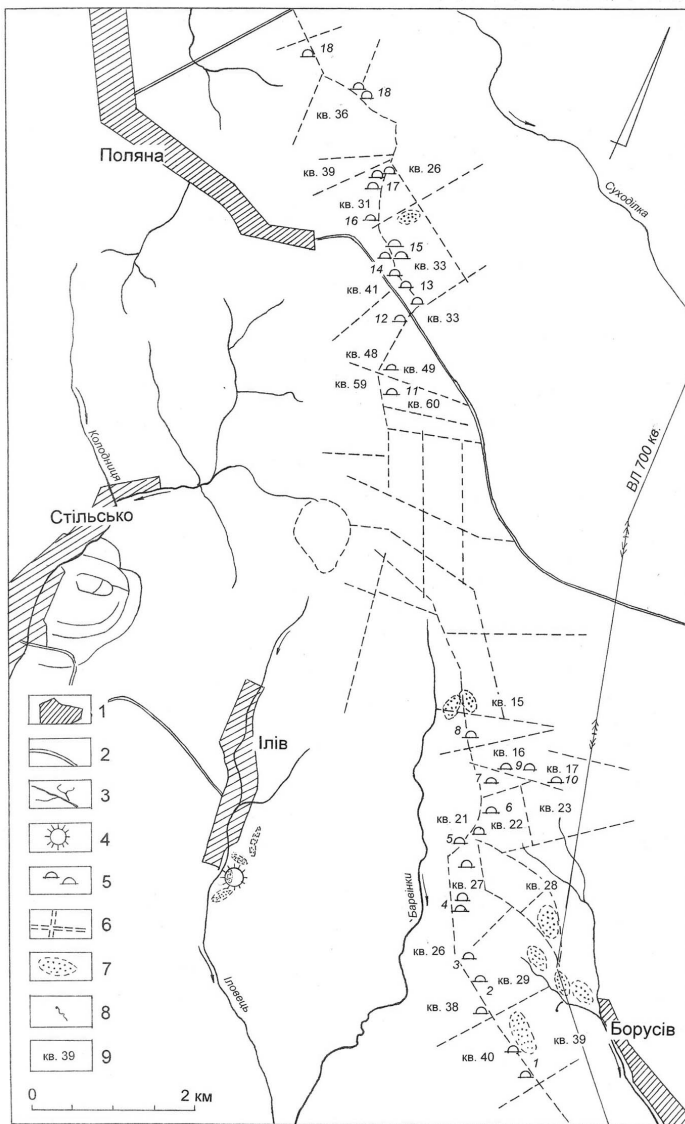 18
18
кв. 36
Поляна
Суходілка
кв. 39
кв. 26
17
кв. 31
16
15
14
кв. 33
кв. 41
13
12
кв. 33
кв. 48
кв. 49
кв. 59
11
кв. 60
ВЛ 700 кв.
Колодниця
Стільсько
кв. 15
8
Ілів
кв. 16
9
кв. 17
10
7
6
кв. 23
кв. 21
кв. 22
5
кв. 27
кв. 28
4
Барвінки
кв. 26
3
2
кв. 29
кв. 38
Іловець
Борусів
кв. 39
кв. 40
1
1
2
3
4
5
6
7
8
кв. 39
9
0
2 км